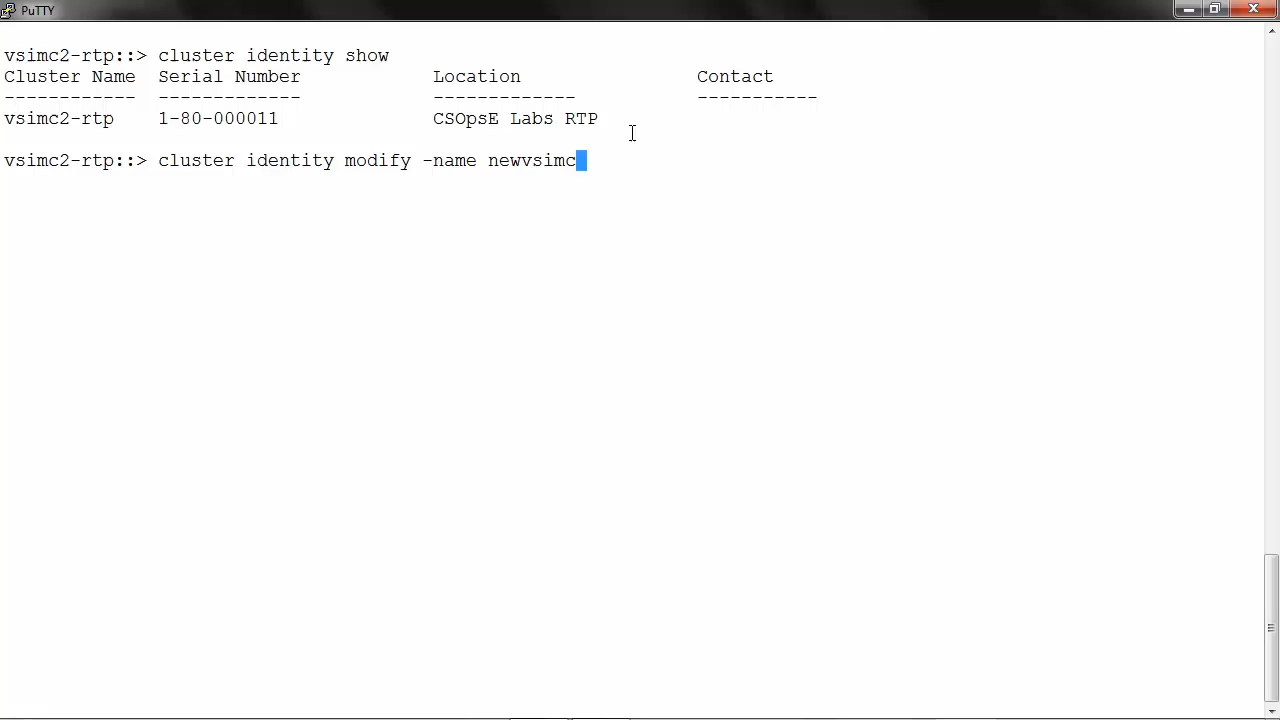 PuTTY
vsimc2-rtp::> cluster identity show
Cluster Name  Serial Number            Location                Contact
------------  -------------            -------------           -----------
vsimc2-rtp    1-80-000011              CSOpsE Labs RTP
vsimc2-rtp::> cluster identity modify -name newvsimc